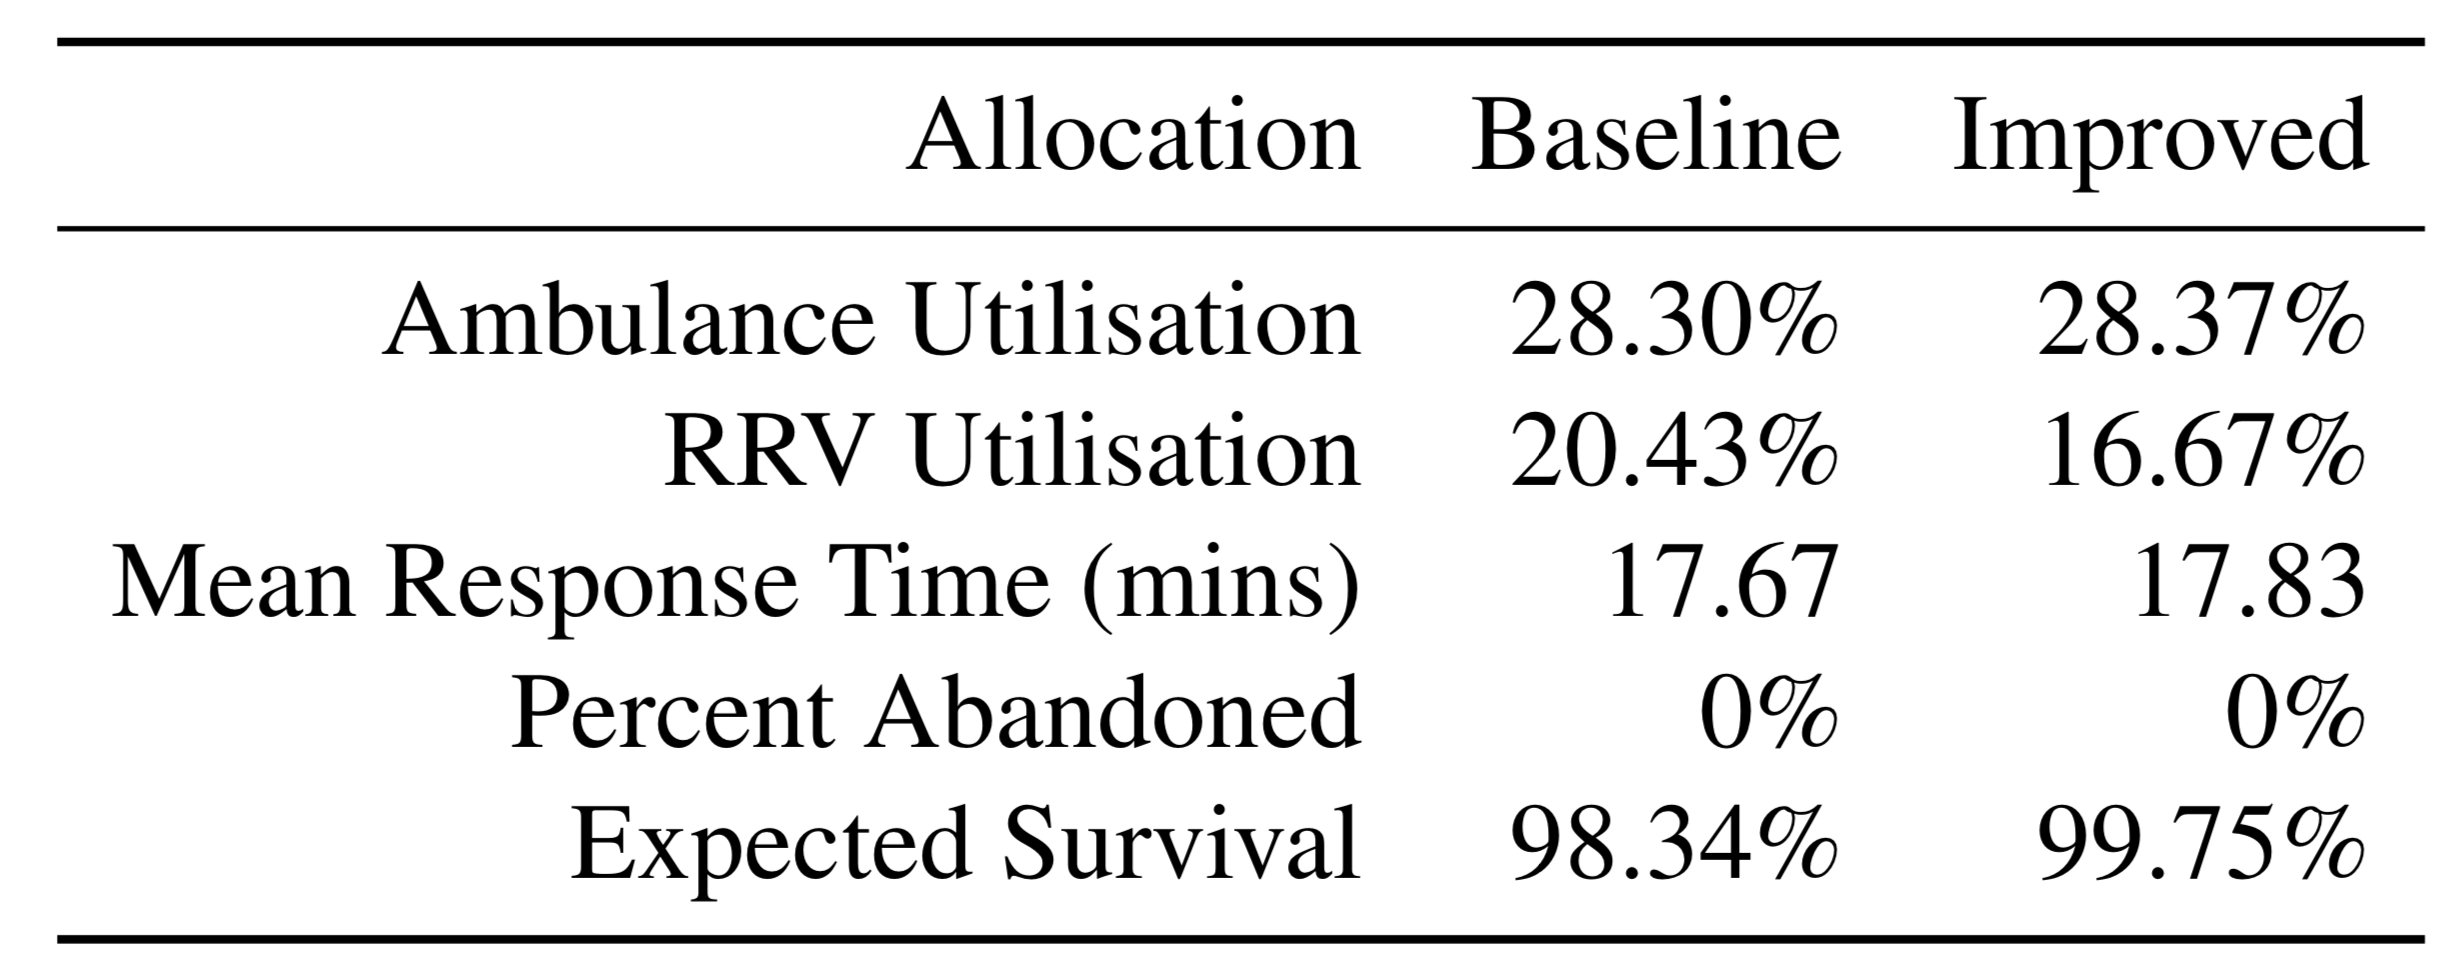 Allocation Baseline Improved
Ambulance Utilisation 28.30% 28.37%
RRV Utilisation 20.43% 16.67%
Mean Response Time (mins) 17.67 17.83
Percent Abandoned 0% 0%
Expected Survival 98.34% 99.75%